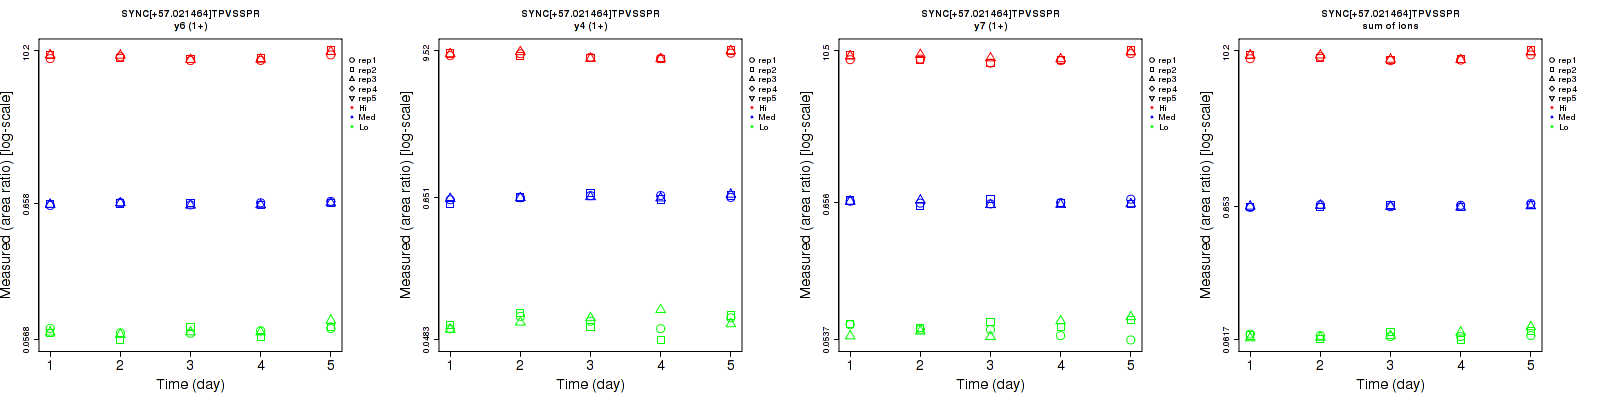 SYNC[+57.021464]TPVSSPR
y6 (1+)
Measured (area ratio) [log-scale]
10.2
0.658
0.0568
1 2 3 4 5
Time (day)
rep1
rep2
rep3
rep4
rep5
Hi
Med
Lo
SYNC[+57.021464]TPVSSPR
y4 (1+)
Measured (area ratio) [log-scale]
9.52
0.651
0.0483
1 2 3 4 5
Time (day)
rep1
rep2
rep3
rep4
rep5
Hi
Med
Lo
SYNC[+57.021464]TPVSSPR
y7 (1+)
Measured (area ratio) [log-scale]
10.5
0.0537
1 2 3 4 5
Time (day)
rep1
rep2
rep3
rep4
rep5
Hi
Med
Lo
SYNC[+57.021464]TPVSSPR
sum of ions
Measured (area ratio) [log-scale]
10.2
0.653
0.0617
1 2 3 4 5
Time (day)
rep1
rep2
rep3
rep4
rep5
Hi
Med
Lo